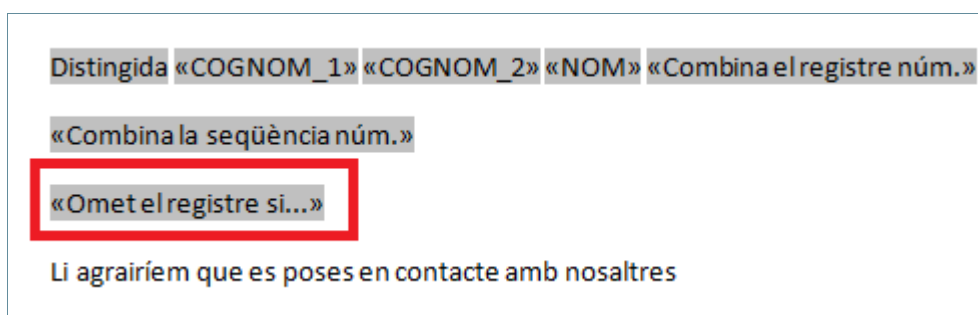 Distingida «COGNOM_1» «COGNOM_2» «NOM» «Combina el registre núm.»
«Combina la seqüència núm.»
«Omet el registre si...»
Li agrairíem que es poses en contacte amb nosaltres